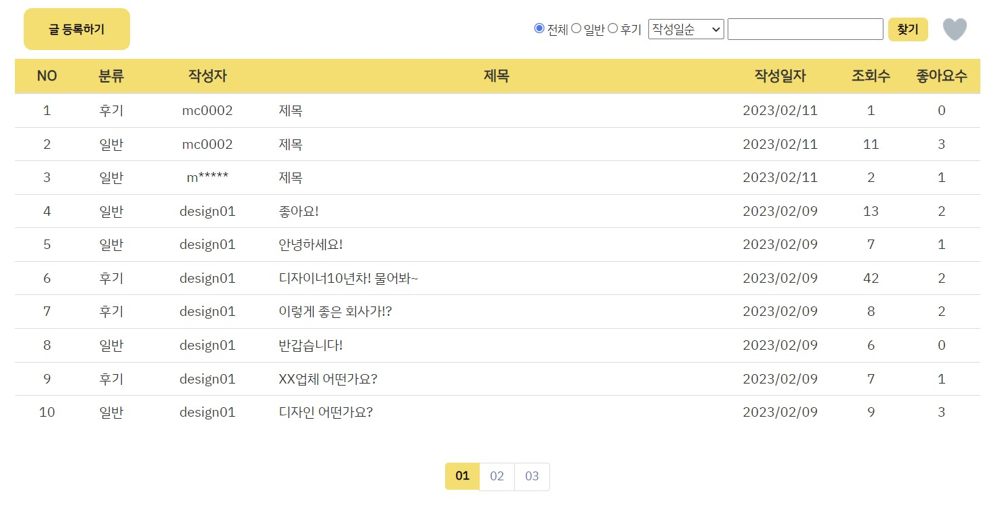 글 등록하기 전체 일반 후기 작성일순 찾기
NO 분류 작성자 제목 작성일자 조회수 좋아요수
1 후기 mc0002 제목 2023/02/11 1 0
2 일반 mc0002 제목 2023/02/11 11 3
3 일반 m***** 제목 2023/02/11 2 1
4 일반 design01 좋아요! 2023/02/09 13 2
5 일반 design01 안녕하세요! 2023/02/09 7 1
6 후기 design01 디자이너10년차! 물어봐~ 2023/02/09 42 2
7 후기 design01 이렇게 좋은 회사가!? 2023/02/09 8 2
8 일반 design01 반갑습니다! 2023/02/09 6 0
9 후기 design01 XX업체 어떤가요? 2023/02/09 7 1
10 일반 design01 디자인 어떤가요? 2023/02/09 9 3
01 02 03